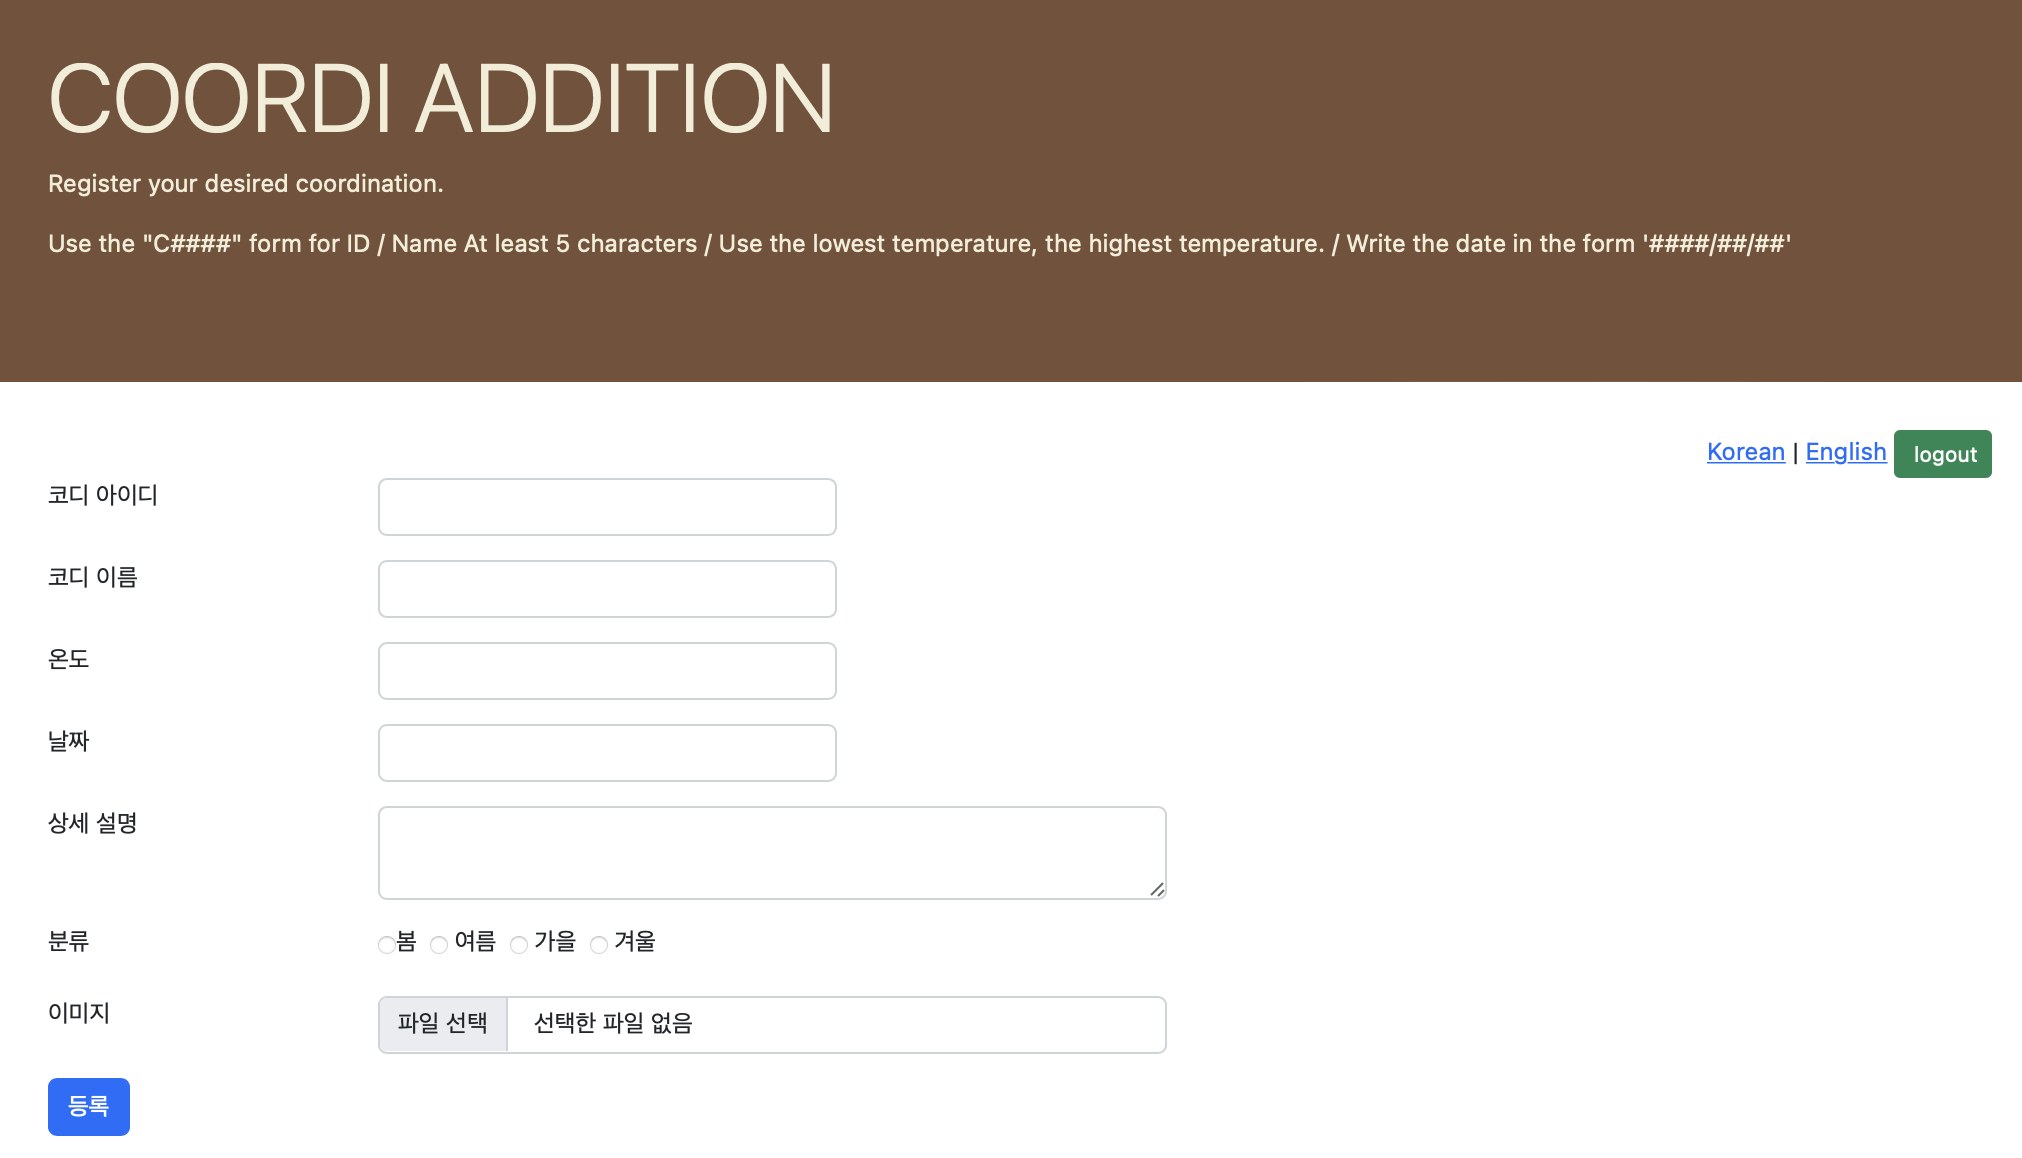 COORDI ADDITION
Register your desired coordination.
Use the "C####" form for ID / Name At least 5 characters / Use the lowest temperature, the highest temperature. / Write the date in the form '####/##/##'
Korean | English logout
코디 아이디
코디 이름
온도
날짜
상세 설명
분류 봄 여름 가을 겨울
이미지 파일 선택 선택한 파일 없음
등록